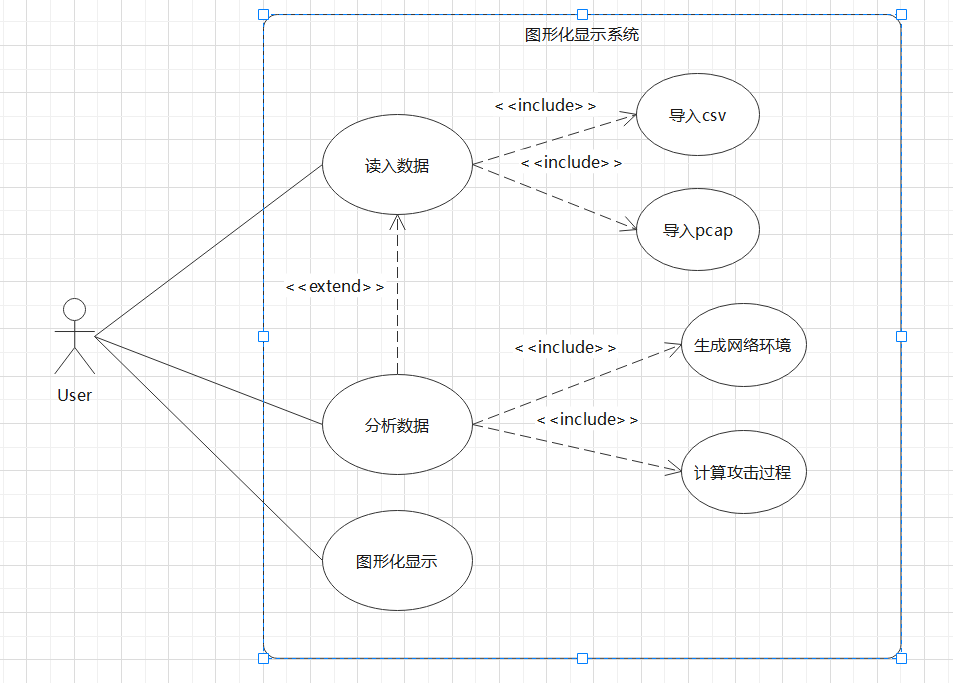 图形化显示系统
<<include>>
导入csv
读入数据
<<include>>
导入pcap
<<extend>>
User
<<include>>
生成网络环境
<<include>>
分析数据
计算攻击过程
图形化显示